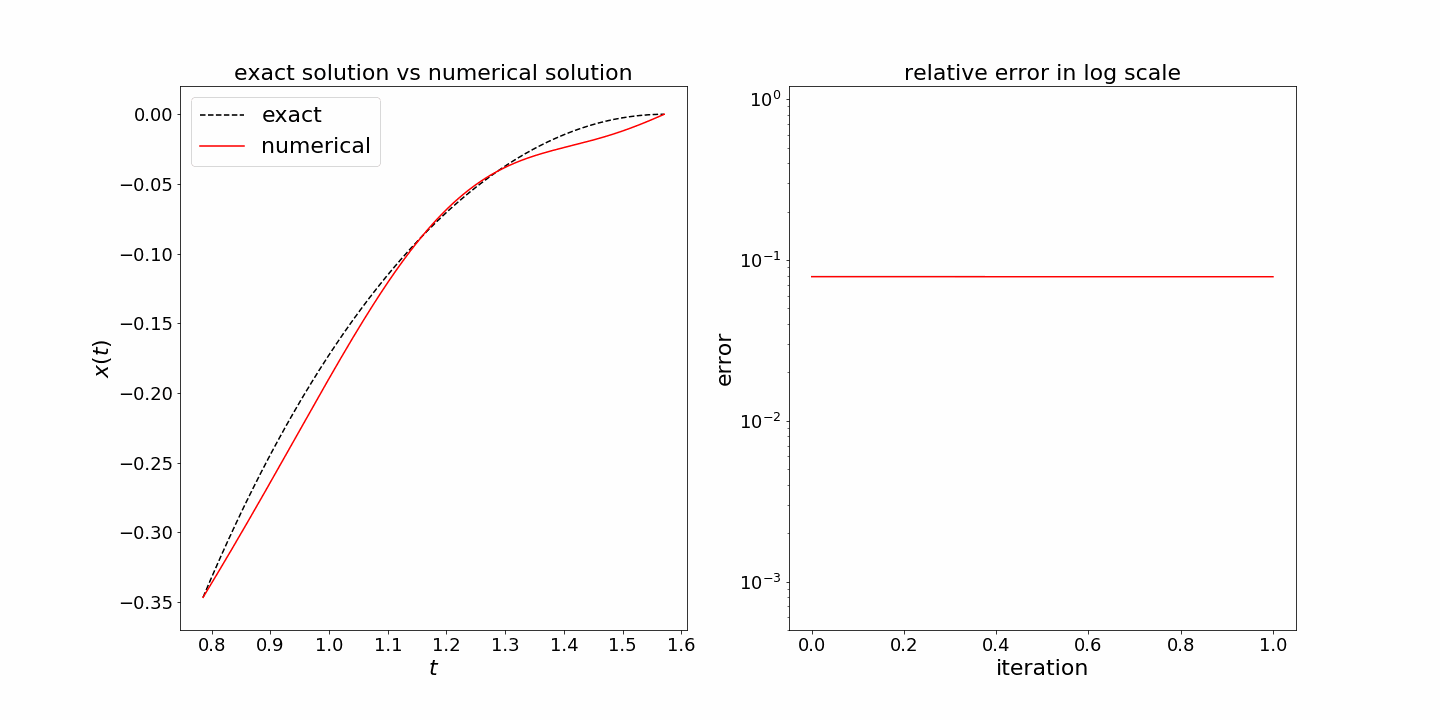 exact solution vs numerical solution
exact
numerical
0.00
−0.05
−0.10
−0.15
−0.20
−0.25
−0.30
−0.35
x(t)
0.8 0.9 1.0 1.1 1.2 1.3 1.4 1.5 1.6
t
relative error in log scale
10^0
10^−1
10^−2
10^−3
error
0.0 0.2 0.4 0.6 0.8 1.0
iteration